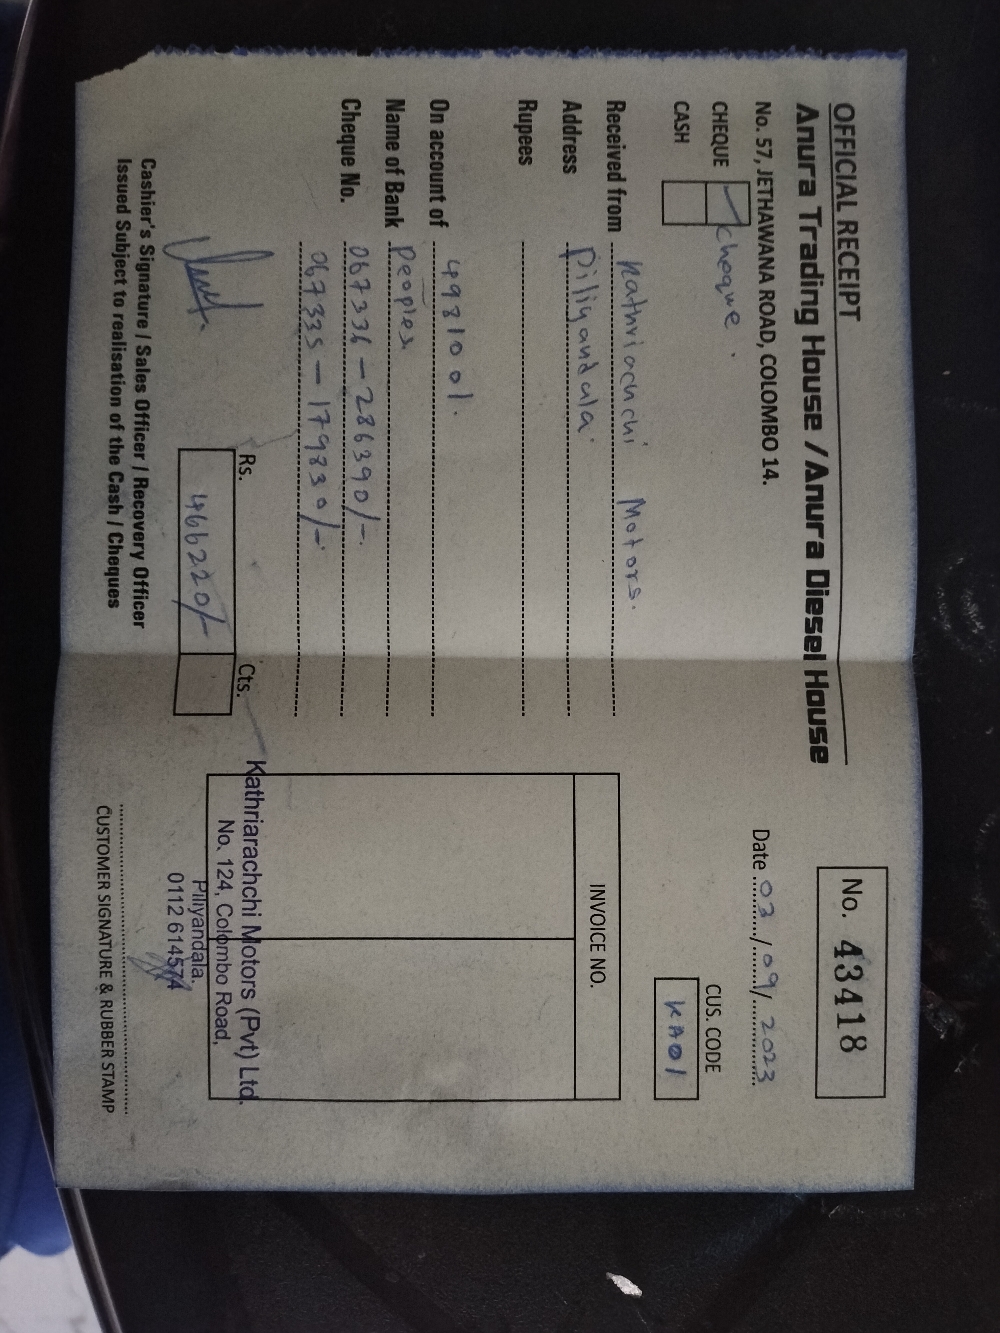 OFFICIAL RECEIPT
Anura Trading House / Anura Diesel House
No. 57, JETHAWANA ROAD, COLOMBO 14.
No. 43418
Date 03/09/2023
CHEQUE cheque.
CASH
CUS. CODE
KA01
Received from Kathriachchi Motors.
Address Piliyandala.
Rupees
On account of 4981001.
Name of Bank Peoples
Cheque No. 067336 - 286390/-
067335 - 179830/-
INVOICE NO.
Rs. Cts.
466220/-
Kathriarachchi Motors (Pvt) Ltd.
No. 124, Colombo Road,
Piliyandala.
0112 614574
Cashier's Signature / Sales Officer / Recovery Officer
Issued Subject to realisation of the Cash / Cheques
CUSTOMER SIGNATURE & RUBBER STAMP